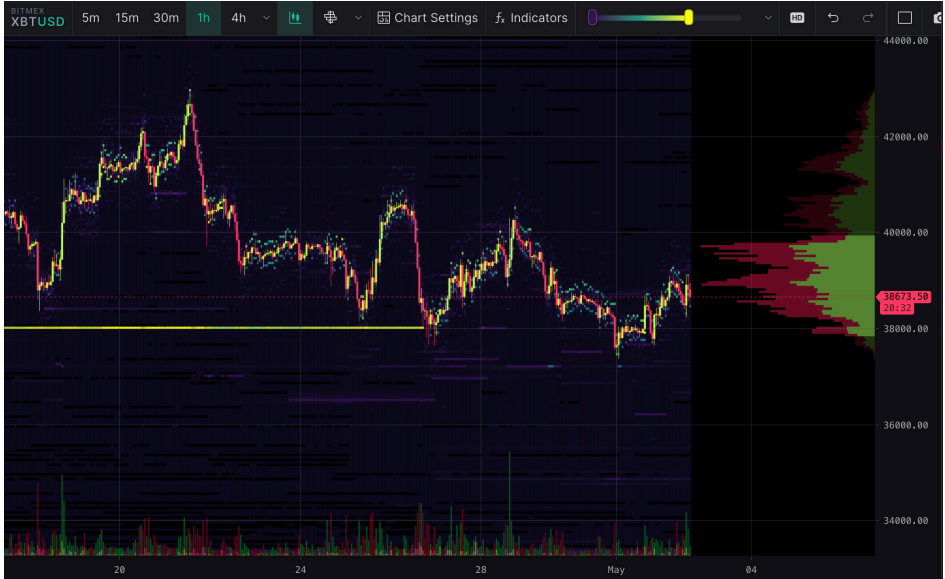 BITMEX
XBTUSD
5m 15m 30m 1h 4h Chart Settings fx Indicators HD
44000.00
42000.00
40000.00
38673.50
20:32
38000.00
36000.00
34000.00
20 24 28 May 04